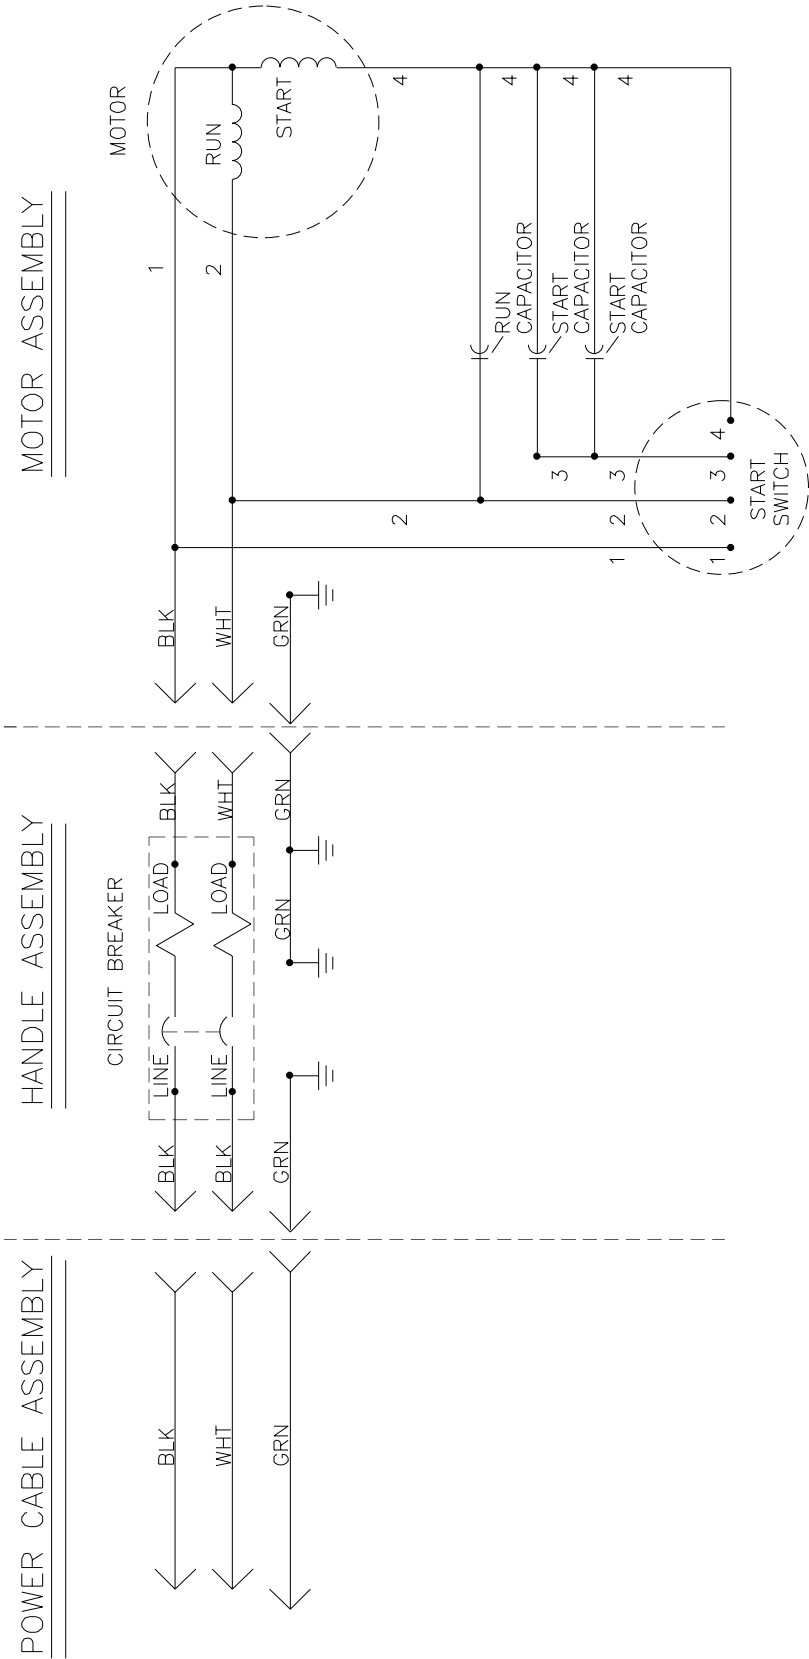 POWER CABLE ASSEMBLY
HANDLE ASSEMBLY
MOTOR ASSEMBLY
CIRCUIT BREAKER
MOTOR
BLK
BLK
LINE
LOAD
BLK
BLK
1
WHT
BLK
LINE
LOAD
WHT
WHT
2
RUN
GRN
GRN
GRN
GRN
GRN
START
2
4
RUN
CAPACITOR
4
3
START
CAPACITOR
4
1
2
3
START
CAPACITOR
4
1
2
3
4
START
SWITCH